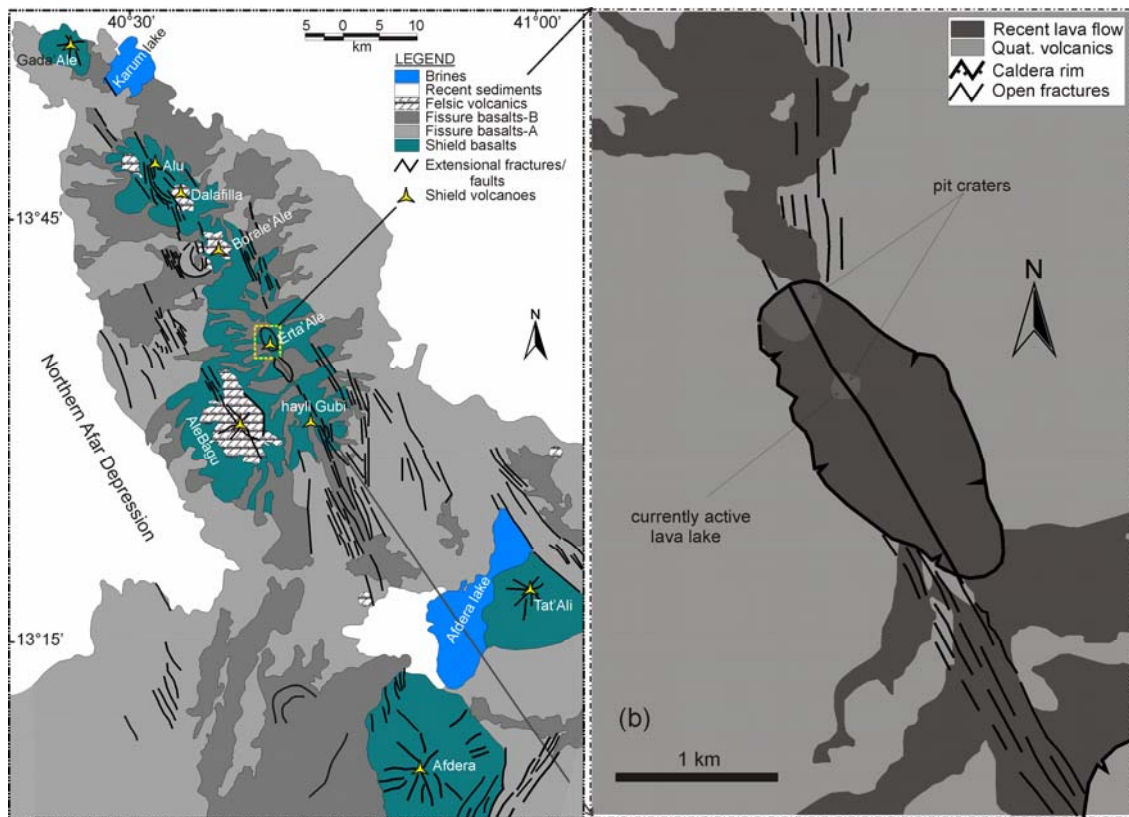 40°30'
41°00'
5 0 5 10
km
Gada'Ale
Karum lake
LEGEND
Brines
Recent sediments
Felsic volcanics
Fissure basalts-B
Fissure basalts-A
Shield basalts
Extensional fractures/
faults
Shield volcanoes
Alu
Dalafilla
13°45'
Borale'Ale
N
Erta'Ale
Northern Afar Depression
hayli Gubi
AleBagu
Afdera lake
Tat'Ali
13°15'
Afdera
Recent lava flow
Quat. volcanics
Caldera rim
Open fractures
pit craters
N
currently active
lava lake
(b)
1 km